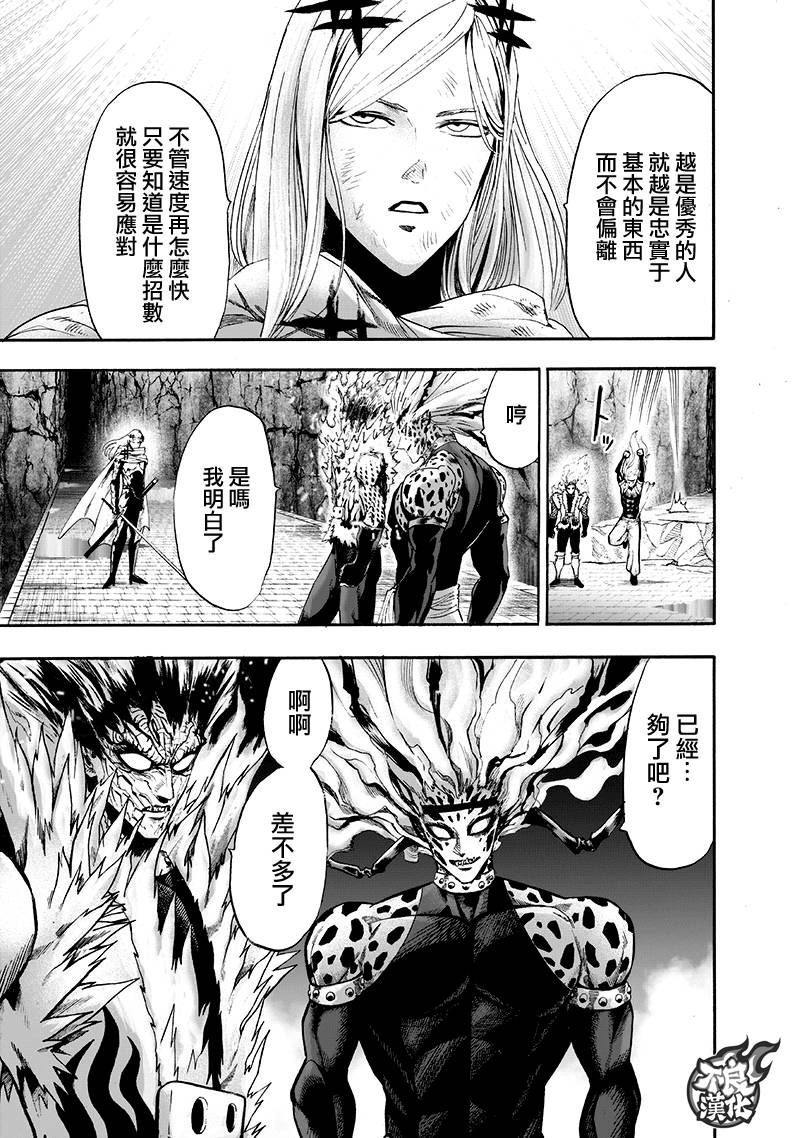 越是優秀的人
就越是忠實于
基本的東西
而不會偏離
不管速度再怎麼快
只要知道是什麼招數
就很容易應對
トッ
哼
是嗎
我明白了
已經…
夠了吧?
啊啊
差不多了
狼
漢化